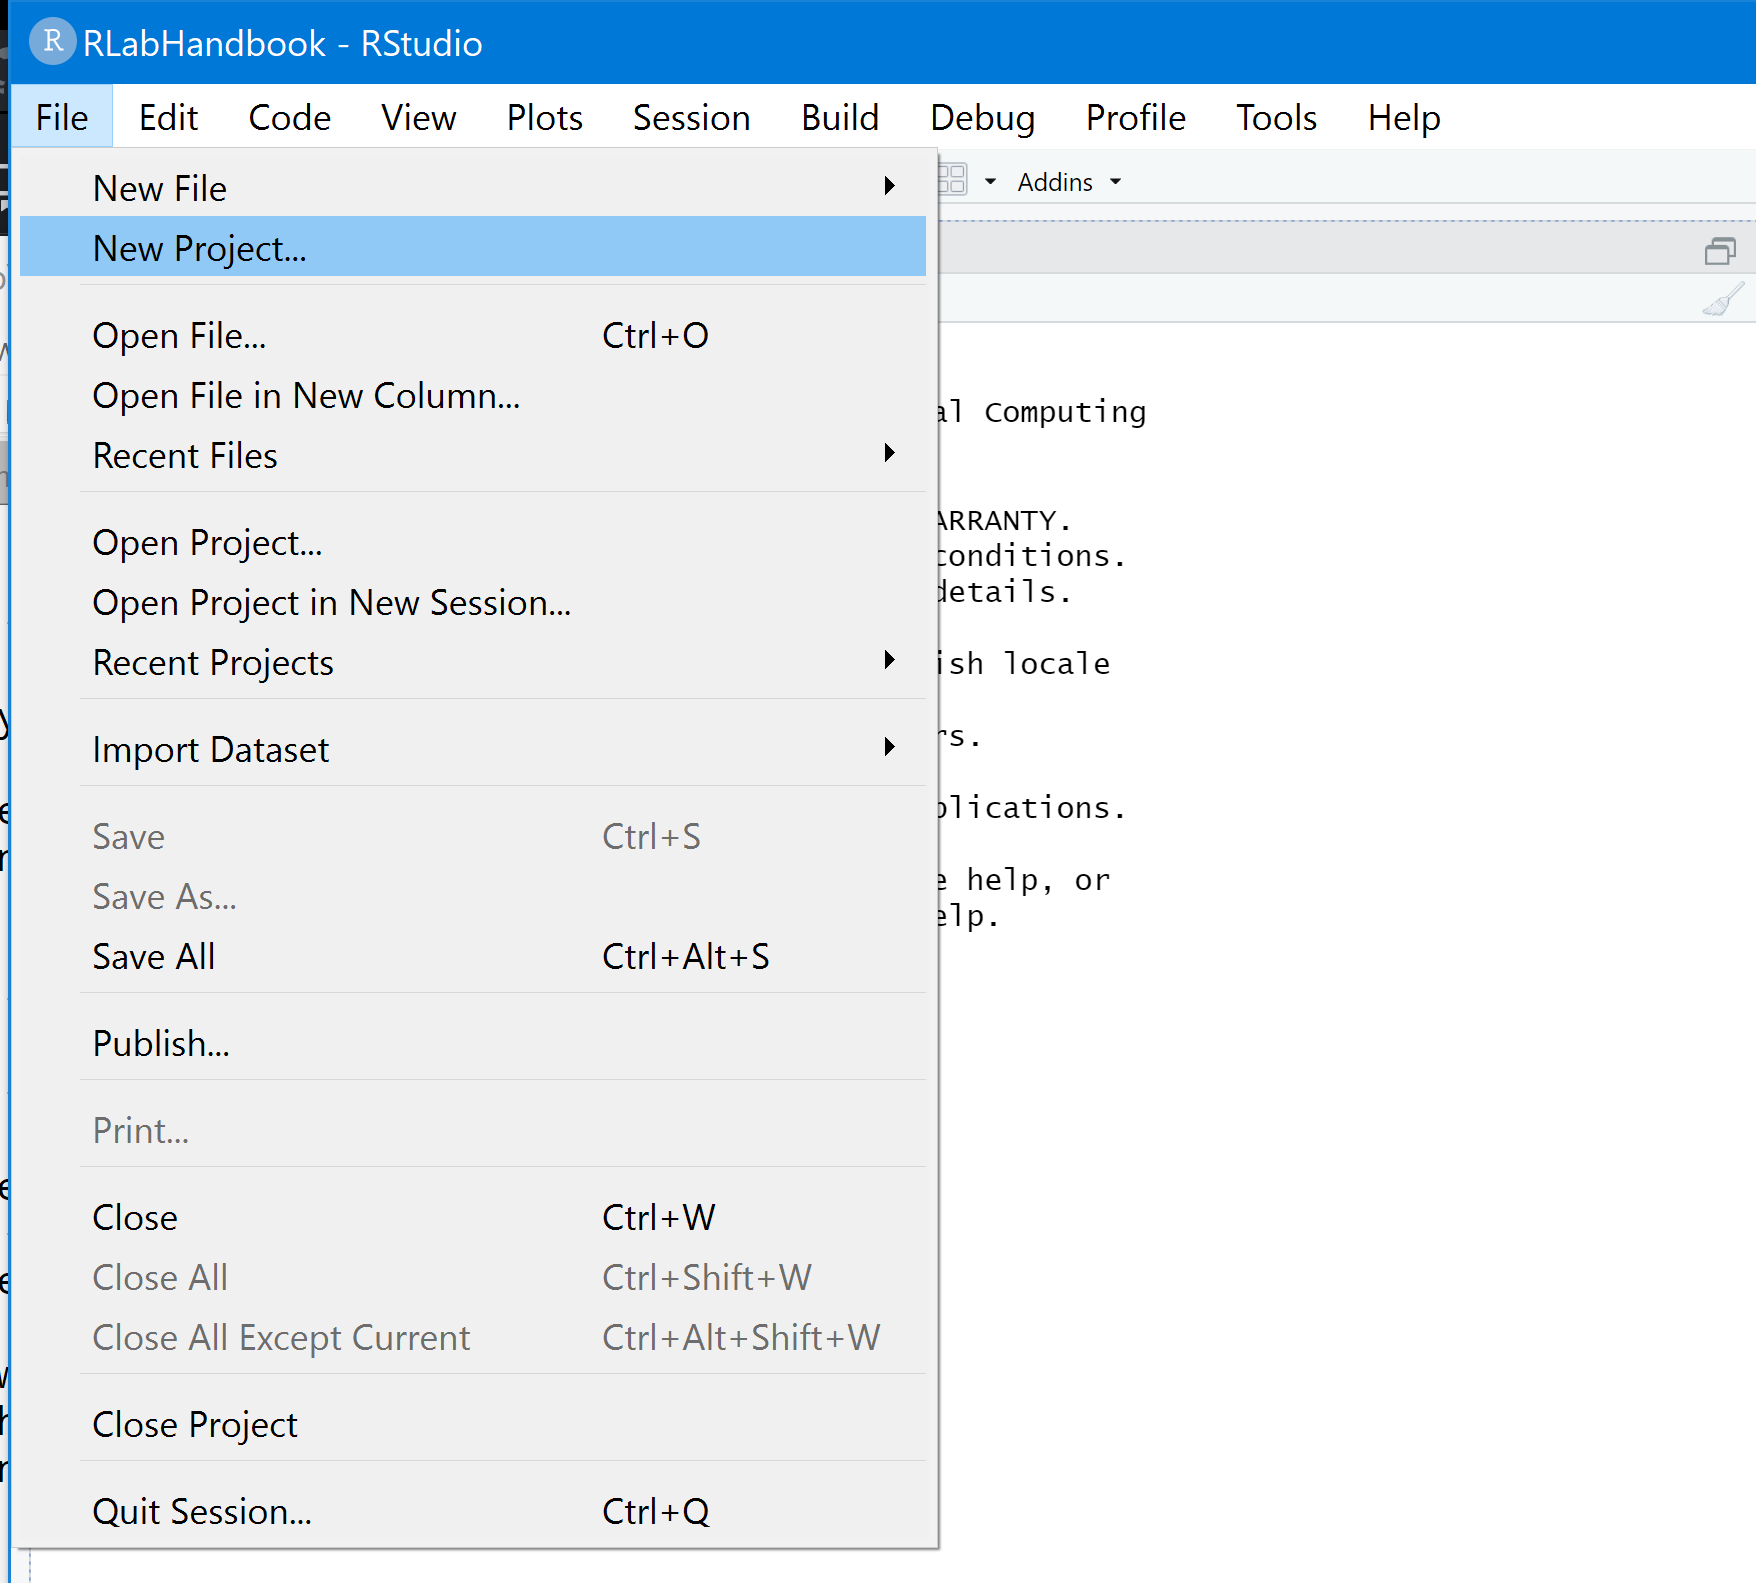 R RLabHandbook - RStudio
File Edit Code View Plots Session Build Debug Profile Tools Help
Addins
New File
New Project...
Open File... Ctrl+O
Open File in New Column...
Recent Files
Open Project...
Open Project in New Session...
Recent Projects
Import Dataset
Save Ctrl+S
Save As...
Save All Ctrl+Alt+S
Publish...
Print...
Close Ctrl+W
Close All Ctrl+Shift+W
Close All Except Current Ctrl+Alt+Shift+W
Close Project
Quit Session... Ctrl+Q
al Computing
ARRANTY.
conditions.
details.
ish locale
rs.
plications.
e help, or
elp.